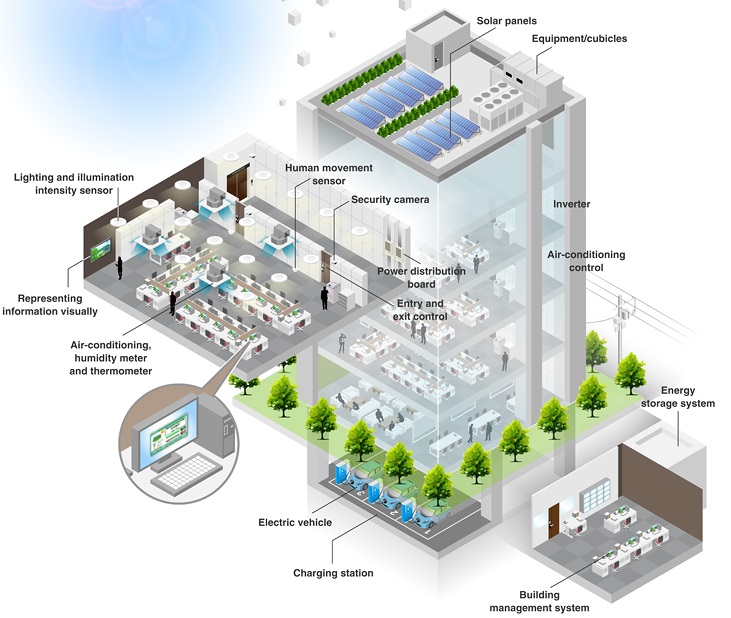 Solar panels
Equipment/cubicles
Lighting and illumination
intensity sensor
Human movement
sensor
Security camera
Inverter
Air-conditioning
control
Power distribution
board
Entry and
exit control
Representing
information visually
Air-conditioning,
humidity meter
and thermometer
Energy
storage system
Electric vehicle
Charging station
Building
management system